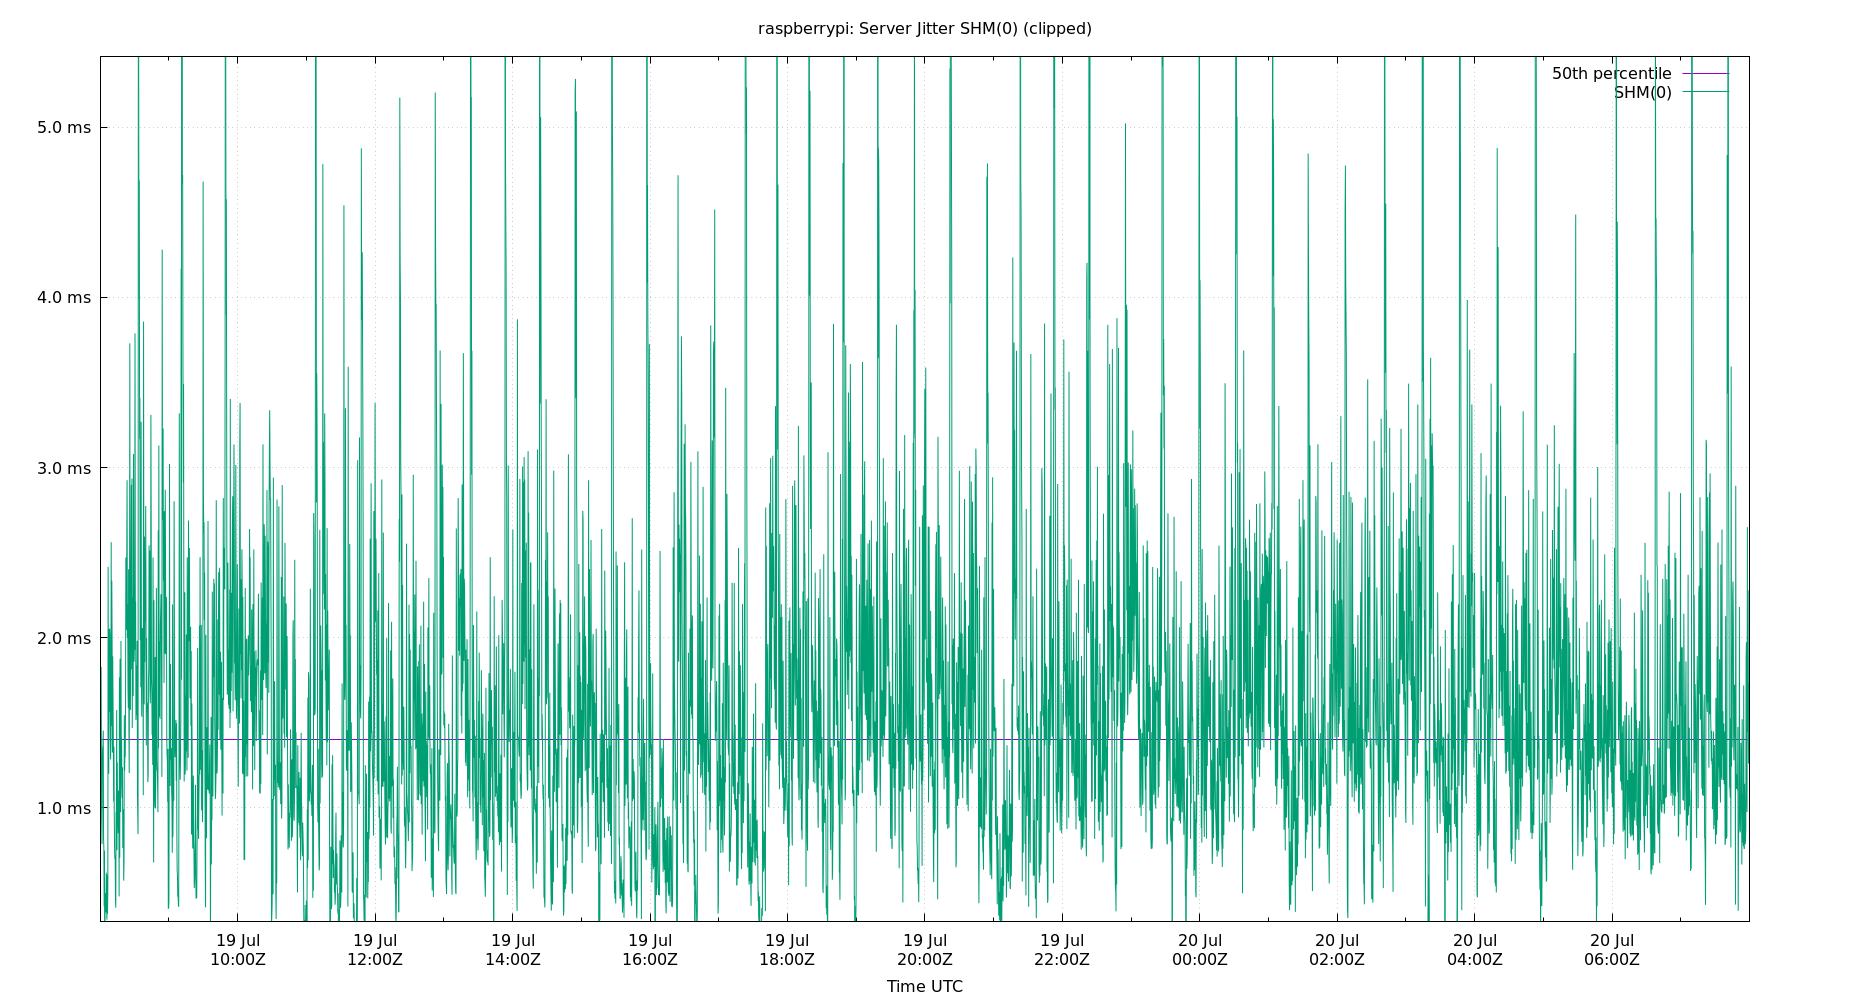 raspberrypi: Server Jitter SHM(0) (clipped)
50th percentile
SHM(0)
5.0 ms
4.0 ms
3.0 ms
2.0 ms
1.0 ms
19 Jul 19 Jul 19 Jul 19 Jul 19 Jul 19 Jul 19 Jul 20 Jul 20 Jul 20 Jul 20 Jul
10:00Z 12:00Z 14:00Z 16:00Z 18:00Z 20:00Z 22:00Z 00:00Z 02:00Z 04:00Z 06:00Z
Time UTC